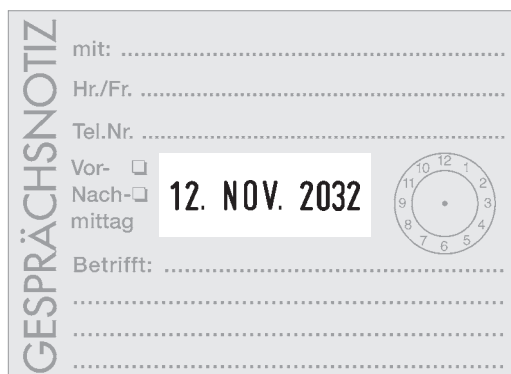 GESPRÄCHSNOTIZ
mit: ................................................
Hr./Fr. ................................................
Tel.Nr. ................................................
Vor- ❑
Nach-❑
mittag
12. NOV. 2032
12 1 2 3 4 5 6 7 8 9 10 11
Betrifft: ................................................